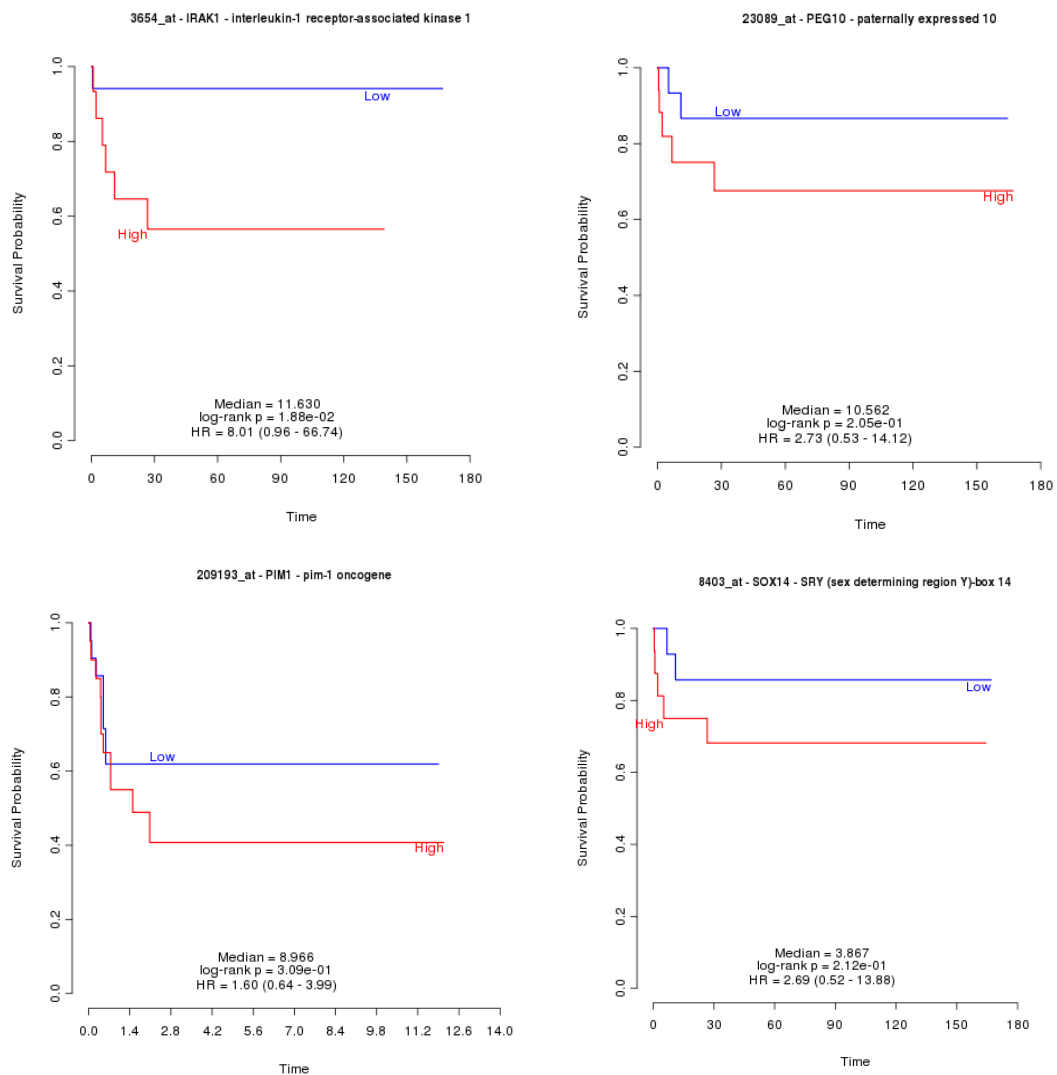 3654_at - IRAK1 - interleukin-1 receptor-associated kinase 1
Survival Probability
1.0
0.8
0.6
0.4
0.2
0.0
Low
High
Median = 11.630
log-rank p = 1.88e-02
HR = 8.01 (0.96 - 66.74)
0 30 60 90 120 150 180
Time
23089_at - PEG10 - paternally expressed 10
Survival Probability
1.0
0.8
0.6
0.4
0.2
0.0
Low
High
Median = 10.562
log-rank p = 2.05e-01
HR = 2.73 (0.53 - 14.12)
0 30 60 90 120 150 180
Time
209193_at - PIM1 - pim-1 oncogene
Survival Probability
1.0
0.8
0.6
0.4
0.2
0.0
Low
High
Median = 8.966
log-rank p = 3.09e-01
HR = 1.60 (0.64 - 3.99)
0.0 1.4 2.8 4.2 5.6 7.0 8.4 9.8 11.2 12.6 14.0
Time
8403_at - SOX14 - SRY (sex determining region Y)-box 14
Survival Probability
1.0
0.8
0.6
0.4
0.2
0.0
Low
High
Median = 3.867
log-rank p = 2.12e-01
HR = 2.69 (0.52 - 13.88)
0 30 60 90 120 150 180
Time